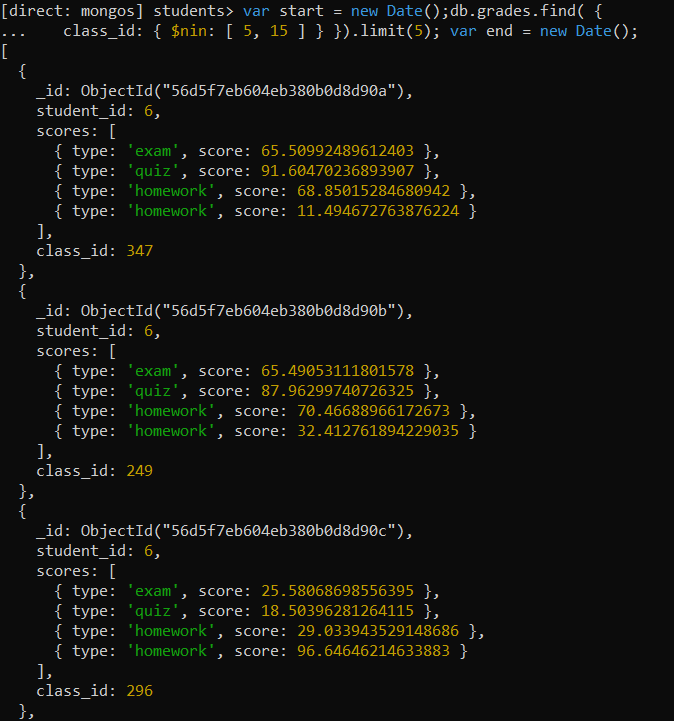 [direct: mongos] students> var start = new Date();db.grades.find( {
...    class_id: { $nin: [ 5, 15 ] } }).limit(5); var end = new Date();
[
  {
    _id: ObjectId("56d5f7eb604eb380b0d8d90a"),
    student_id: 6,
    scores: [
      { type: 'exam', score: 65.50992489612403 },
      { type: 'quiz', score: 91.60470236893907 },
      { type: 'homework', score: 68.85015284680942 },
      { type: 'homework', score: 11.494672763876224 }
    ],
    class_id: 347
  },
  {
    _id: ObjectId("56d5f7eb604eb380b0d8d90b"),
    student_id: 6,
    scores: [
      { type: 'exam', score: 65.49053111801578 },
      { type: 'quiz', score: 87.96299740726325 },
      { type: 'homework', score: 70.46688966172673 },
      { type: 'homework', score: 32.412761894229035 }
    ],
    class_id: 249
  },
  {
    _id: ObjectId("56d5f7eb604eb380b0d8d90c"),
    student_id: 6,
    scores: [
      { type: 'exam', score: 25.58068698556395 },
      { type: 'quiz', score: 18.50396281264115 },
      { type: 'homework', score: 29.033943529148686 },
      { type: 'homework', score: 96.64646214633883 }
    ],
    class_id: 296
  },